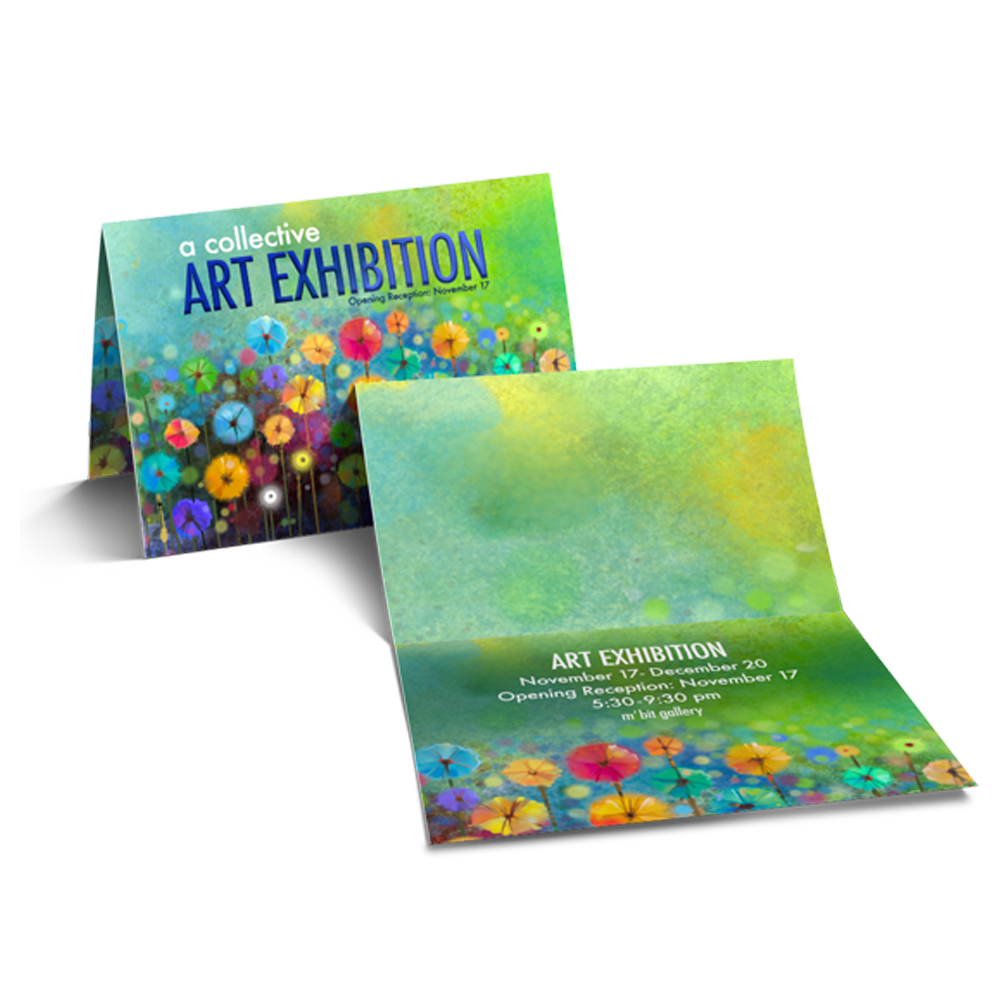 a collective
ART EXHIBITION
Opening Reception: November 17
ART EXHIBITION
November 17- December 20
Opening Reception: November 17
5:30-9:30 pm
m' bit gallery